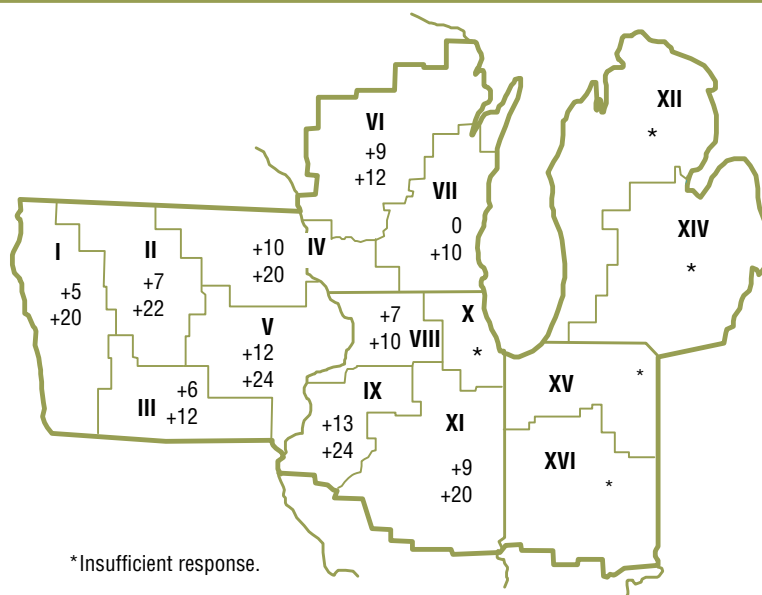 XII
*
VI
+9
+12
VII
0
+10
XIV
*
I
+5
+20
II
+7
+22
+10
+20
IV
V
+12
+24
+7
+10
VIII
X
*
III
+6
+12
IX
+13
+24
XI
+9
+20
XV
*
XVI
*
*Insufficient response.